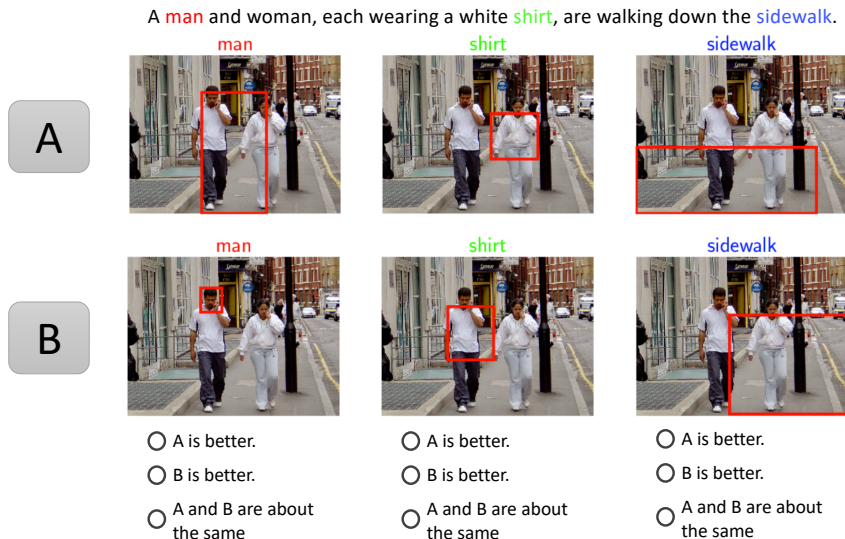 A man and woman, each wearing a white shirt, are walking down the sidewalk.
man shirt sidewalk
A
man shirt sidewalk
B
A is better. A is better. A is better.
B is better. B is better. B is better.
A and B are about A and B are about A and B are about
the same the same the same